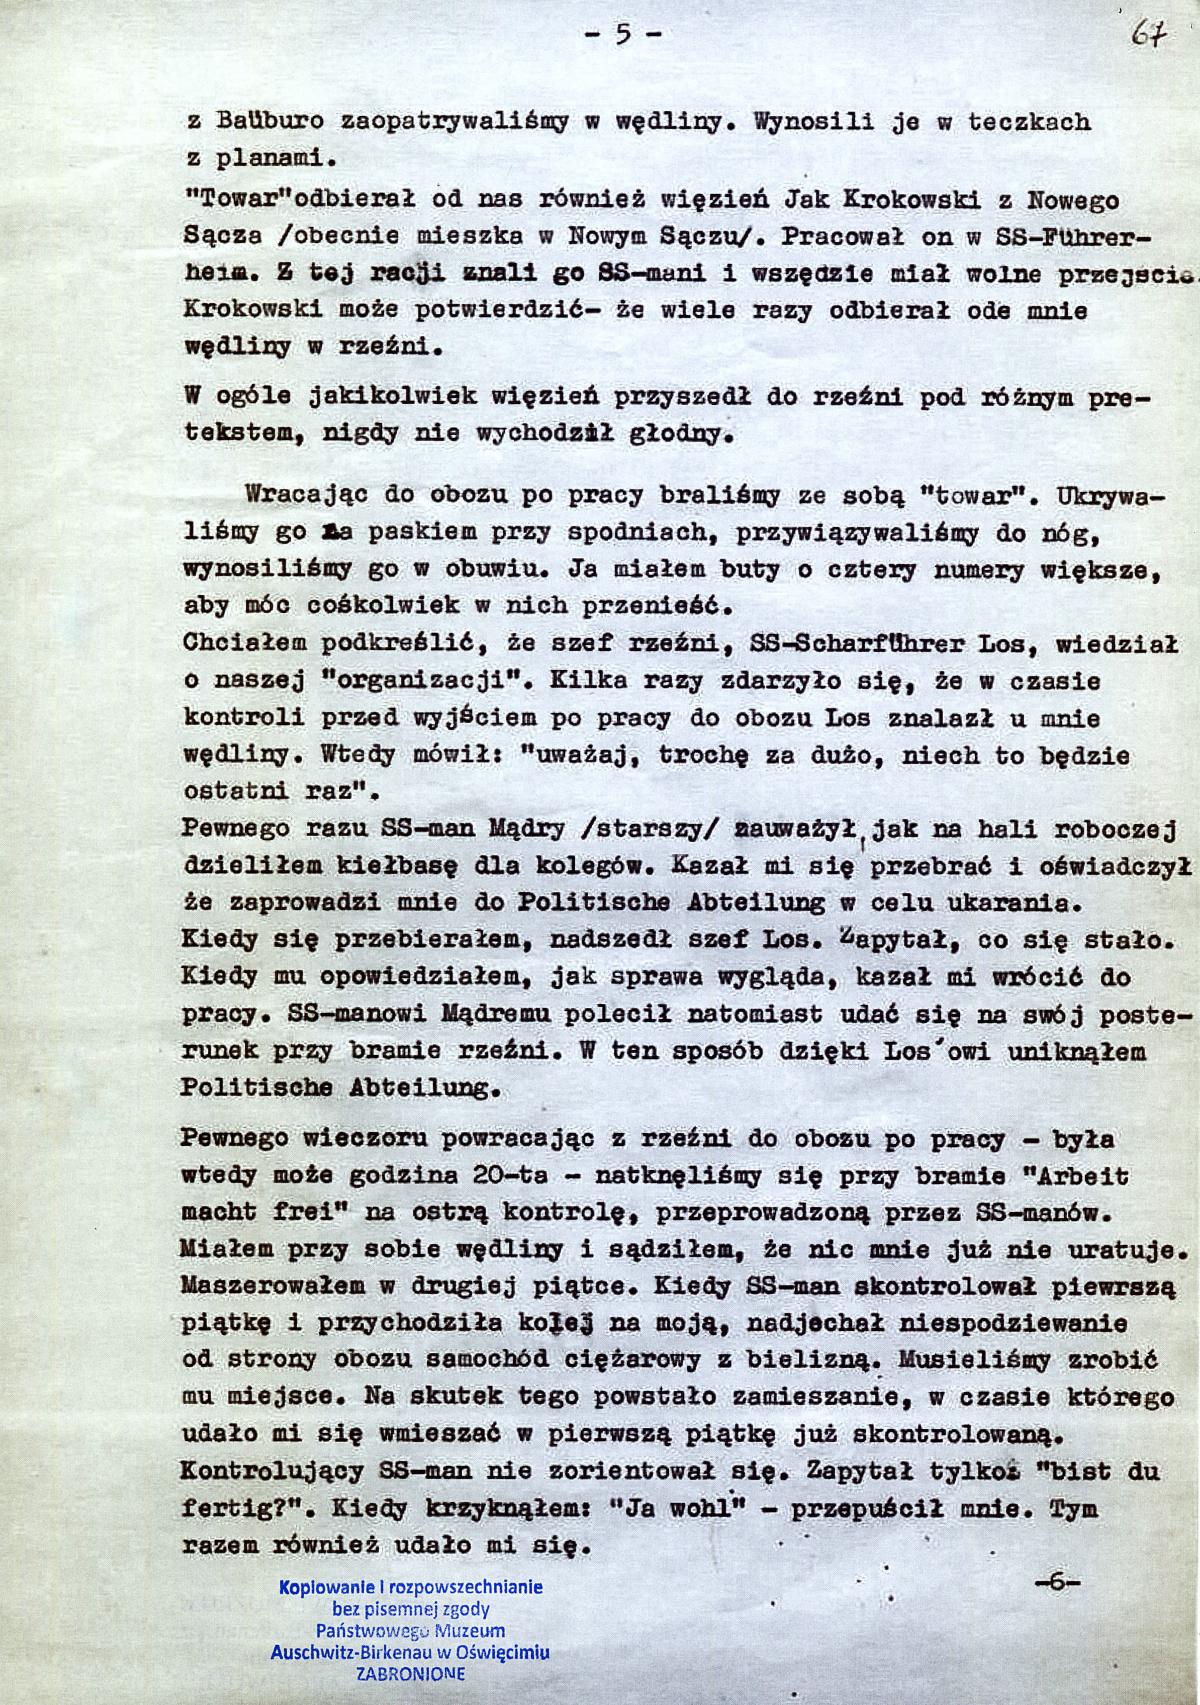 - 5 -
67
z Baüburo zaopatrywaliśmy w wędliny. Wynosili je w teczkach
z planami.
"Towar"odbierał od nas również więzień Jak Krokowski z Nowego
Sącza /obecnie mieszka w Nowym Sączu/. Pracował on w SS-Führer-
heim. Z tej racji znali go SS-mani i wszędzie miał wolne przejście.
Krokowski może potwierdzić- że wiele razy odbierał ode mnie
wędliny w rzeźni.
W ogóle jakikolwiek więzień przyszedł do rzeźni pod różnym pre-
tekstem, nigdy nie wychodził głodny.
Wracając do obozu po pracy braliśmy ze sobą "towar". Ukrywa-
liśmy go za paskiem przy spodniach, przywiązywaliśmy do nóg,
wynosiliśmy go w obuwiu. Ja miałem buty o cztery numery większe,
aby móc cośkolwiek w nich przenieść.
Chciałem podkreślić, że szef rzeźni, SS-Scharführer Los, wiedział
o naszej "organizacji". Kilka razy zdarzyło się, że w czasie
kontroli przed wyjściem po pracy do obozu Los znalazł u mnie
wędliny. Wtedy mówił: "uważaj, trochę za dużo, niech to będzie
ostatni raz".
Pewnego razu SS-man Mądry /starszy/ zauważył, jak na hali roboczej
dzieliłem kiełbasę dla kolegów. Kazał mi się przebrać i oświadczył
że zaprowadzi mnie do Politische Abteilung w celu ukarania.
Kiedy się przebierałem, nadszedł szef Los. Zapytał, co się stało.
Kiedy mu opowiedziałem, jak sprawa wygląda, kazał mi wrócić do
pracy. SS-manowi Mądremu polecił natomiast udać się na swój poste-
runek przy bramie rzeźni. W ten sposób dzięki Los'owi uniknąłem
Politische Abteilung.
Pewnego wieczoru powracając z rzeźni do obozu po pracy - była
wtedy może godzina 20-ta - natknęliśmy się przy bramie "Arbeit
macht frei" na ostrą kontrolę, przeprowadzoną przez SS-manów.
Miałem przy sobie wędliny i sądziłem, że nic mnie już nie uratuje.
Maszerowałem w drugiej piątce. Kiedy SS-man skontrolował piewrszą
piątkę i przychodziła kolej na moją, nadjechał niespodziewanie
od strony obozu samochód ciężarowy z bielizną. Musieliśmy zrobić
mu miejsce. Na skutek tego powstało zamieszanie, w czasie którego
udało mi się wmieszać w pierwszą piątkę już skontrolowaną.
Kontrolujący SS-man nie zorientował się. Zapytał tylko: "bist du
fertig?". Kiedy krzyknąłem: "Ja wohl" - przepuścił mnie. Tym
razem również udało mi się.
-6-
Kopiowanie i rozpowszechnianie
bez pisemnej zgody
Państwowego Muzeum
Auschwitz-Birkenau w Oświęcimiu
ZABRONIONE